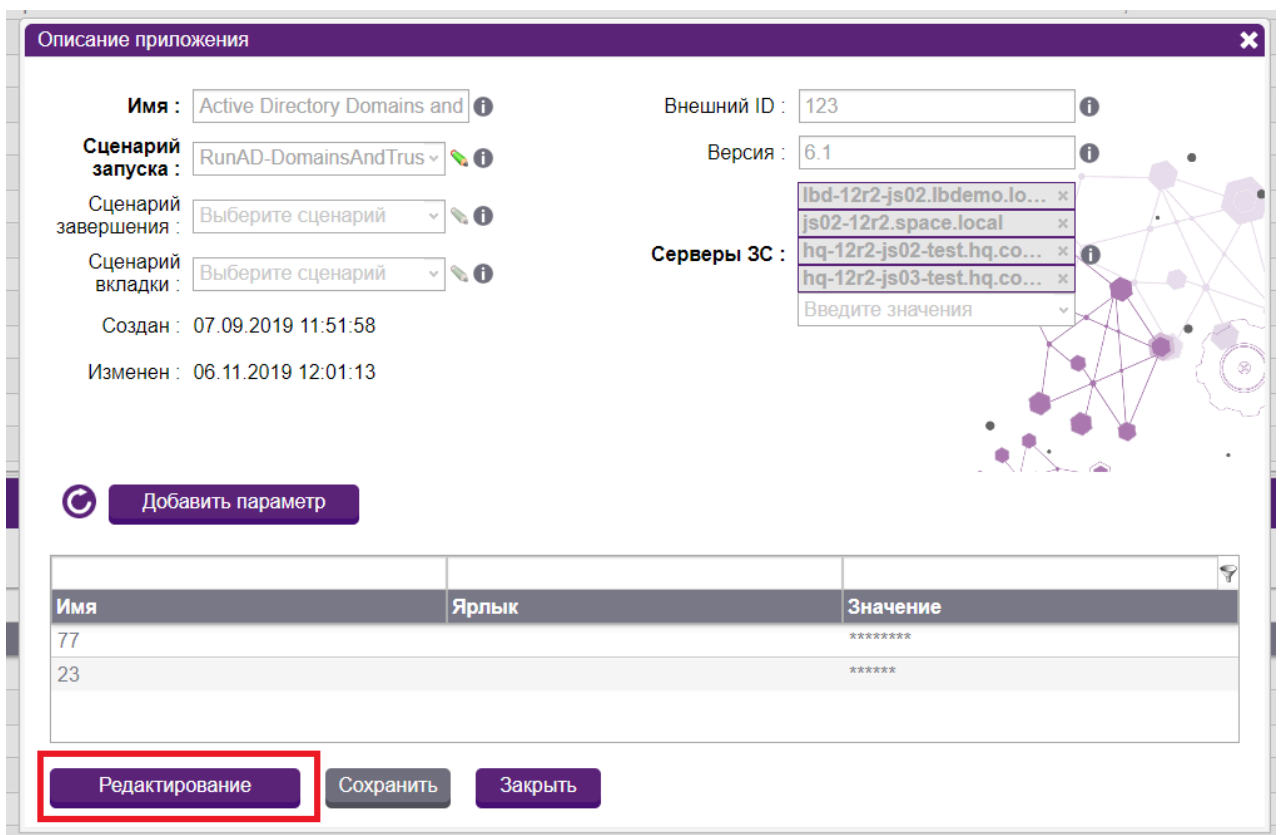 Описание приложения
Имя : Active Directory Domains and
Сценарий запуска : RunAD-DomainsAndTrus
Сценарий завершения : Выберите сценарий
Сценарий вкладки : Выберите сценарий
Создан : 07.09.2019 11:51:58
Изменен : 06.11.2019 12:01:13
Внешний ID : 123
Версия : 6.1
Серверы ЗС :
lbd-12r2-js02.lbdemo.lo...
js02-12r2.space.local
hq-12r2-js02-test.hq.co...
hq-12r2-js03-test.hq.co...
Введите значения
Добавить параметр
Имя Ярлык Значение
77 ********
23 ******
Редактирование Сохранить Закрыть